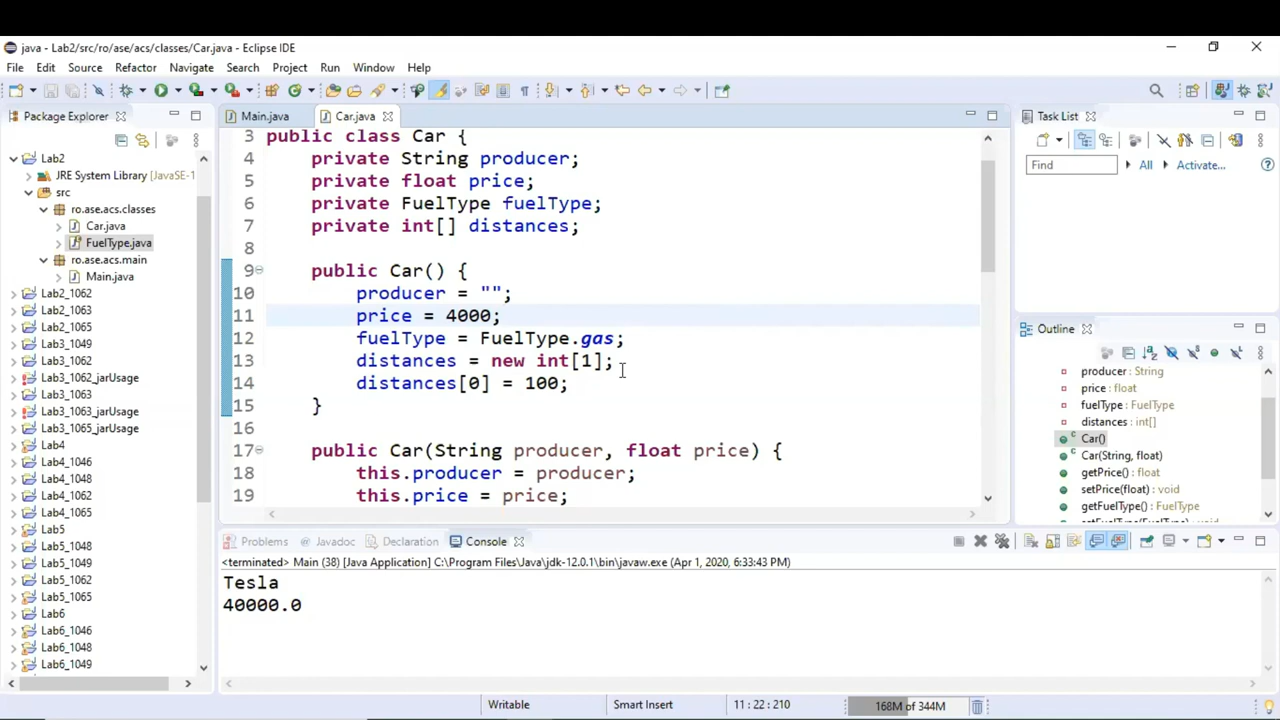 java - Lab2/src/ro/ase/acs/classes/Car.java - Eclipse IDE
File Edit Source Refactor Navigate Search Project Run Window Help
Package Explorer
Lab2
JRE System Library [JavaSE-1
src
ro.ase.acs.classes
Car.java
FuelType.java
ro.ase.acs.main
Main.java
Lab2_1062
Lab2_1063
Lab2_1065
Lab3_1049
Lab3_1062
Lab3_1062_jarUsage
Lab3_1063
Lab3_1063_jarUsage
Lab3_1065_jarUsage
Lab4
Lab4_1046
Lab4_1048
Lab4_1062
Lab4_1065
Lab5
Lab5_1048
Lab5_1049
Lab5_1062
Lab5_1065
Lab6
Lab6_1046
Lab6_1048
Lab6_1049
Main.java Car.java
3 public class Car {
4 private String producer;
5 private float price;
6 private FuelType fuelType;
7 private int[] distances;
8
9 public Car() {
10 producer = "";
11 price = 4000;
12 fuelType = FuelType.gas;
13 distances = new int[1];
14 distances[0] = 100;
15 }
16
17 public Car(String producer, float price) {
18 this.producer = producer;
19 this.price = price;
Task List
Find All Activate...
Outline
producer : String
price : float
fuelType : FuelType
distances : int[]
Car()
Car(String, float)
getPrice() : float
setPrice(float) : void
getFuelType() : FuelType
setFuelType(FuelType) : void
Problems Javadoc Declaration Console
<terminated> Main (38) [Java Application] C:\Program Files\Java\jdk-12.0.1\bin\javaw.exe (Apr 1, 2020, 6:33:43 PM)
Tesla
40000.0
Writable Smart Insert 11 : 22 : 210 168M of 344M